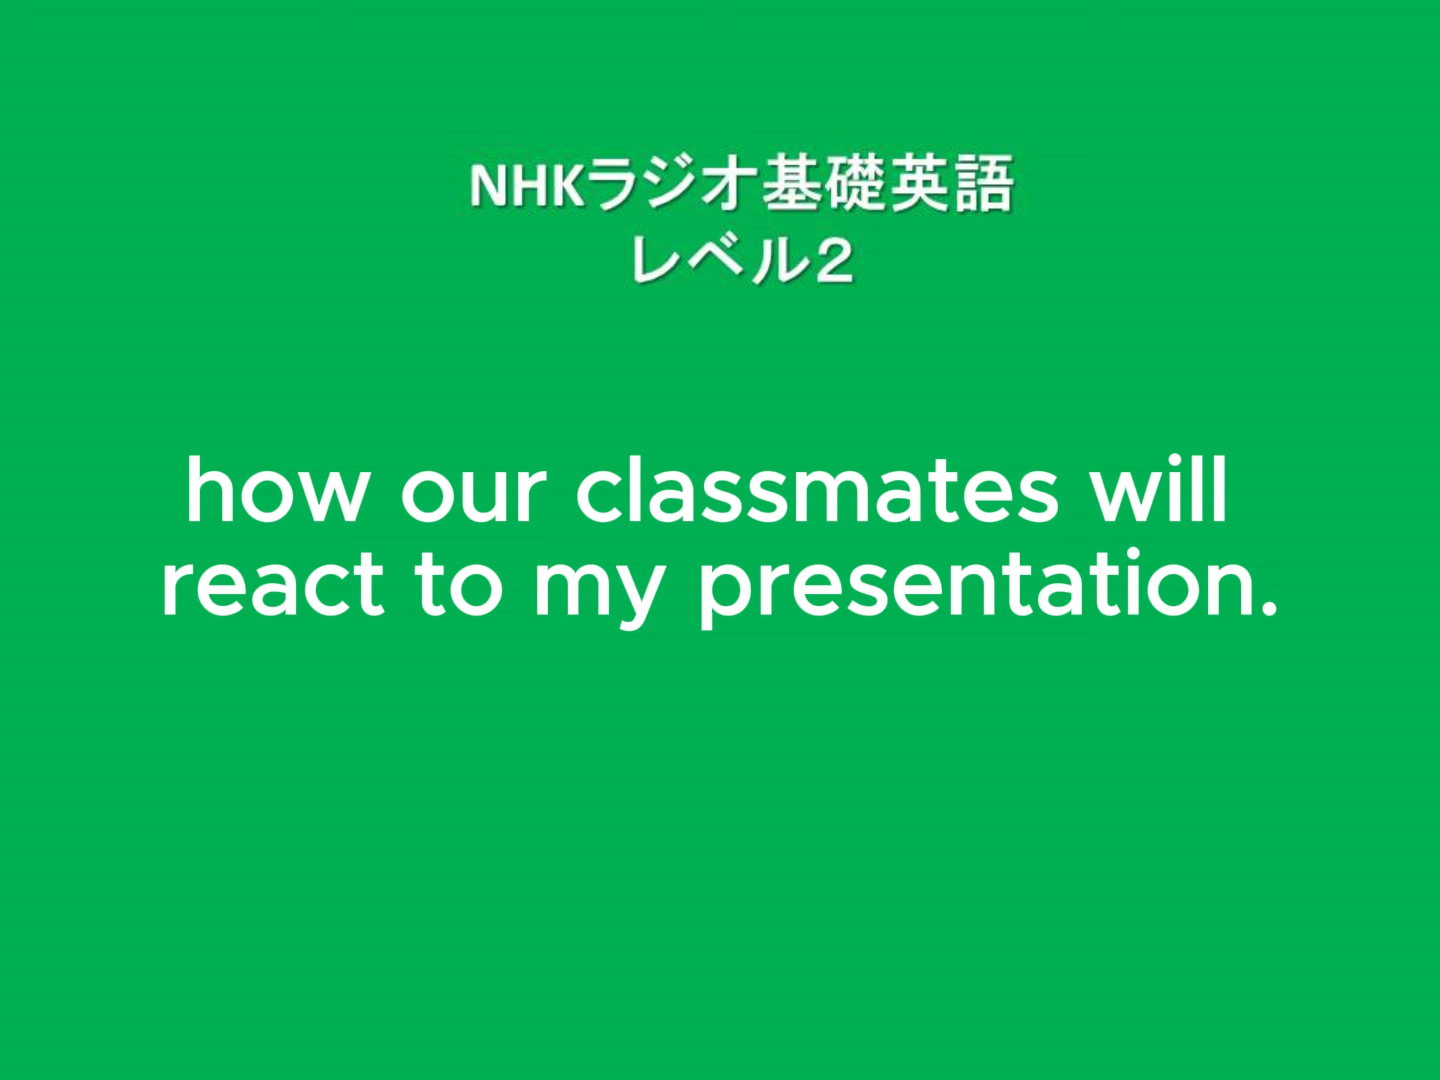 NHKラジオ基礎英語
レベル２
how our classmates will
react to my presentation.